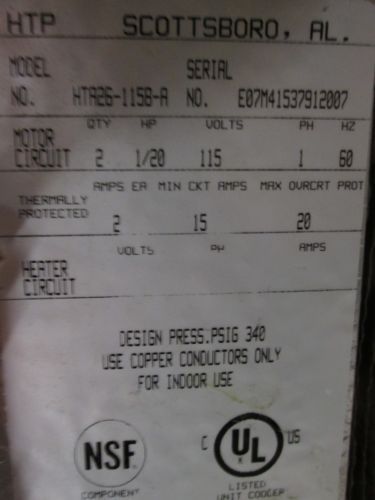 HTP SCOTTSBORO, AL.
MODEL SERIAL
NO. HTA26-115B-A NO. E07M41537912007
QTY HP VOLTS PH HZ
MOTOR
CIRCUIT 2 1/20 115 1 60
AMPS EA MIN CKT AMPS MAX OVRCRT PROT
THERMALLY
PROTECTED 2 15 20
VOLTS PH AMPS
HEATER
CIRCUIT
DESIGN PRESS.PSIG 340
USE COPPER CONDUCTORS ONLY
FOR INDOOR USE
NSF C UL US
COMPONENT LISTED
UNIT COOLER